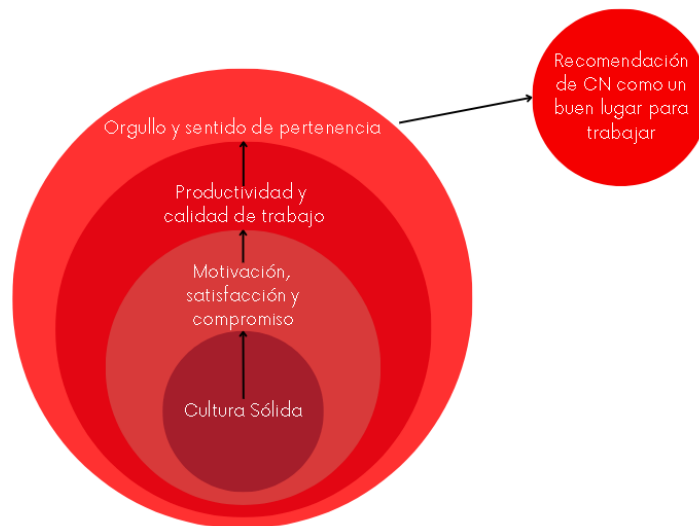 Recomendación
de CN como un
buen lugar para
trabajar
Orgullo y sentido de pertenencia
Productividad y
calidad de trabajo
Motivación,
satisfacción y
compromiso
Cultura Sólida